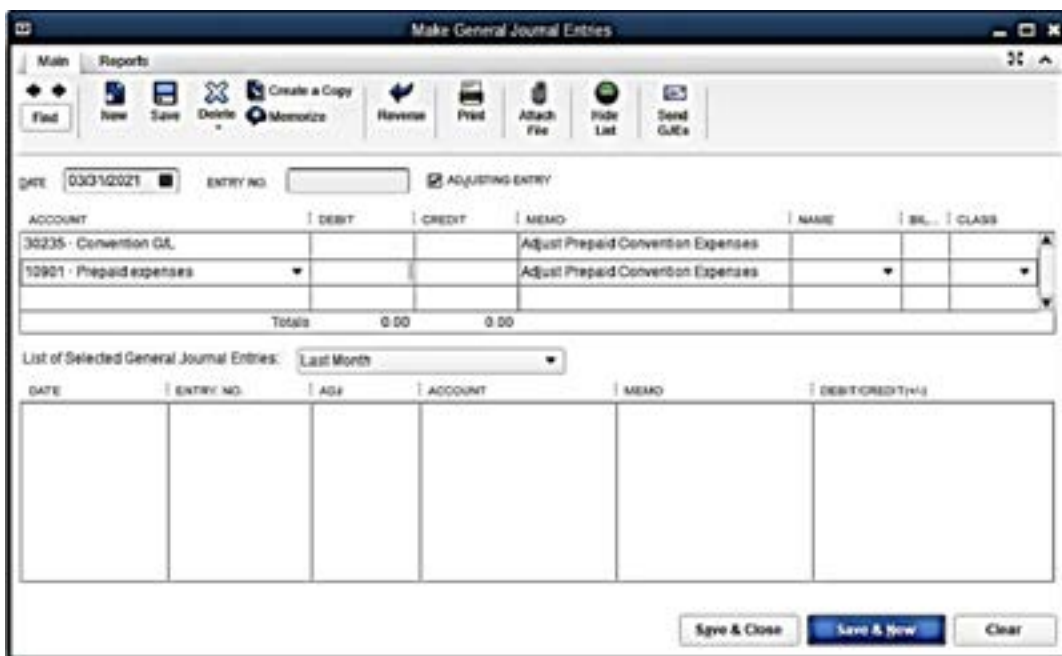 Make General Journal Entries
Main Reports
Find New Save Delete Create a Copy Memorize Reverse Print Attach File Hide List Send GJEs
DATE 03/31/2021 ENTRY NO. ADJUSTING ENTRY
ACCOUNT DEBIT CREDIT MEMO NAME BIL... CLASS
30235 · Convention G/L Adjust Prepaid Convention Expenses
10901 · Prepaid expenses Adjust Prepaid Convention Expenses
Totals 0.00 0.00
List of Selected General Journal Entries: Last Month
DATE ENTRY NO. ADJ ACCOUNT MEMO DEBIT/CREDIT(+/-)
Save & Close Save & New Clear